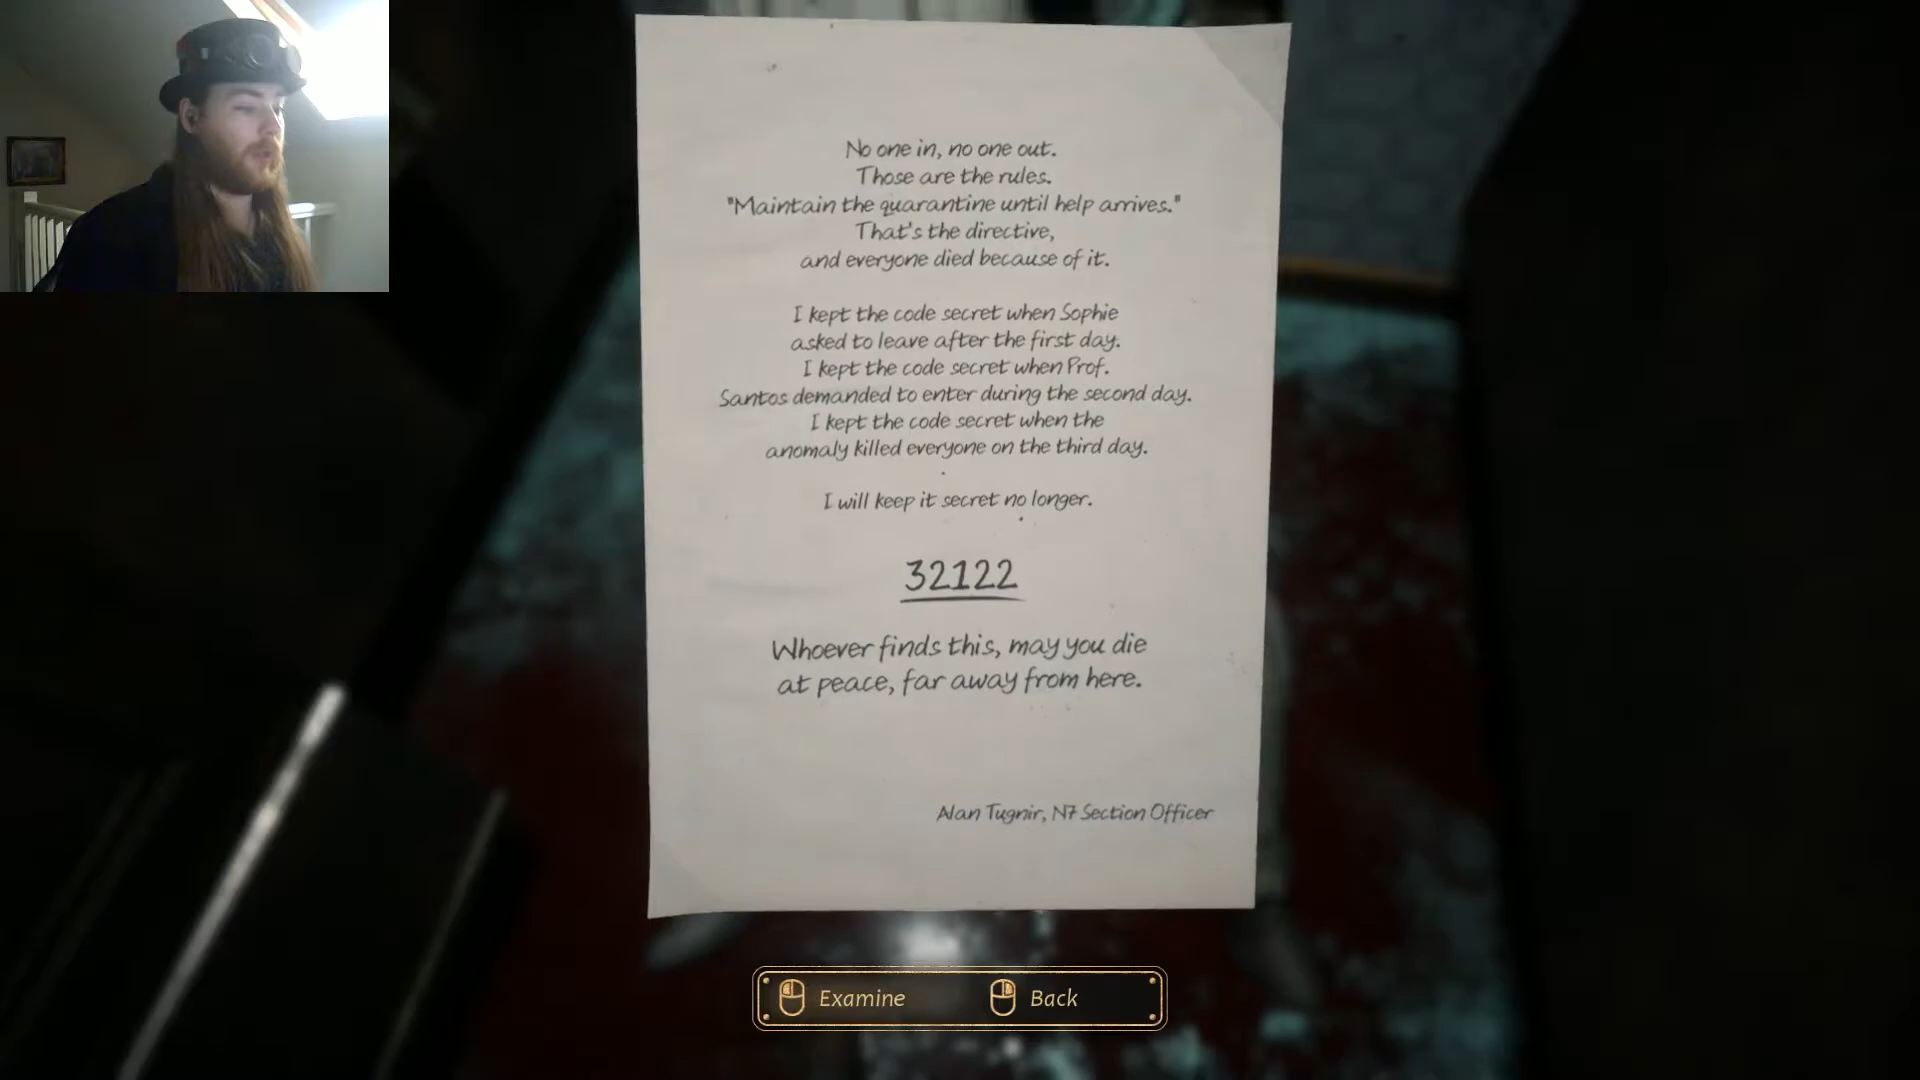 No one in, no one out.
Those are the rules.
"Maintain the quarantine until help arrives."
That's the directive,
and everyone died because of it.
I kept the code secret when Sophie
asked to leave after the first day.
I kept the code secret when Prof.
Santos demanded to enter during the second day.
I kept the code secret when the
anomaly killed everyone on the third day.
I will keep it secret no longer.
32122
Whoever finds this, may you die
at peace, far away from here.
Alan Tugnir, N7 Section Officer
Examine
Back